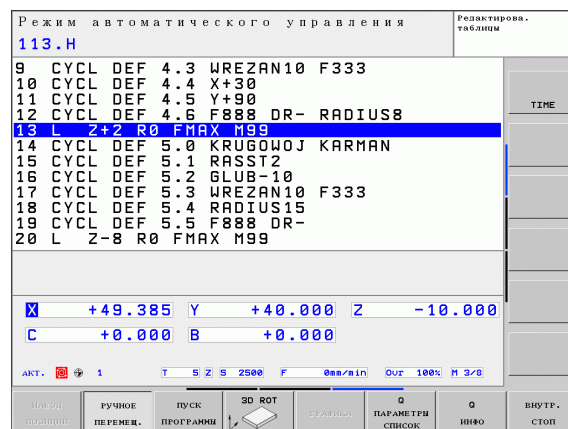 Режим автоматического управления
Редактирова.
таблицы
113.H
9 CYCL DEF 4.3 WREZAN10 F333
10 CYCL DEF 4.4 X+30
11 CYCL DEF 4.5 Y+90
12 CYCL DEF 4.6 F888 DR- RADIUS8
13 L Z+2 R0 FMAX M99
14 CYCL DEF 5.0 KRUGOWOJ KARMAN
15 CYCL DEF 5.1 RASST2
16 CYCL DEF 5.2 GLUB-10
17 CYCL DEF 5.3 WREZAN10 F333
18 CYCL DEF 5.4 RADIUS15
19 CYCL DEF 5.5 F888 DR-
20 L Z-8 R0 FMAX M99
TIME
X +49.385 Y +40.000 Z -10.000
C +0.000 B +0.000
АКТ. 1 T 5 Z S 2500 F 0mm/min Ovr 100% M 3/8
НАЕЗД
ПОЗИЦИИ
РУЧНОЕ
ПЕРЕМЕЩ.
ПУСК
ПРОГРАММЫ
3D ROT
ГРАФИКА
Q
ПАРАМЕТРЫ
СПИСОК
Q
ИНФО
ВНУТР.
СТОП